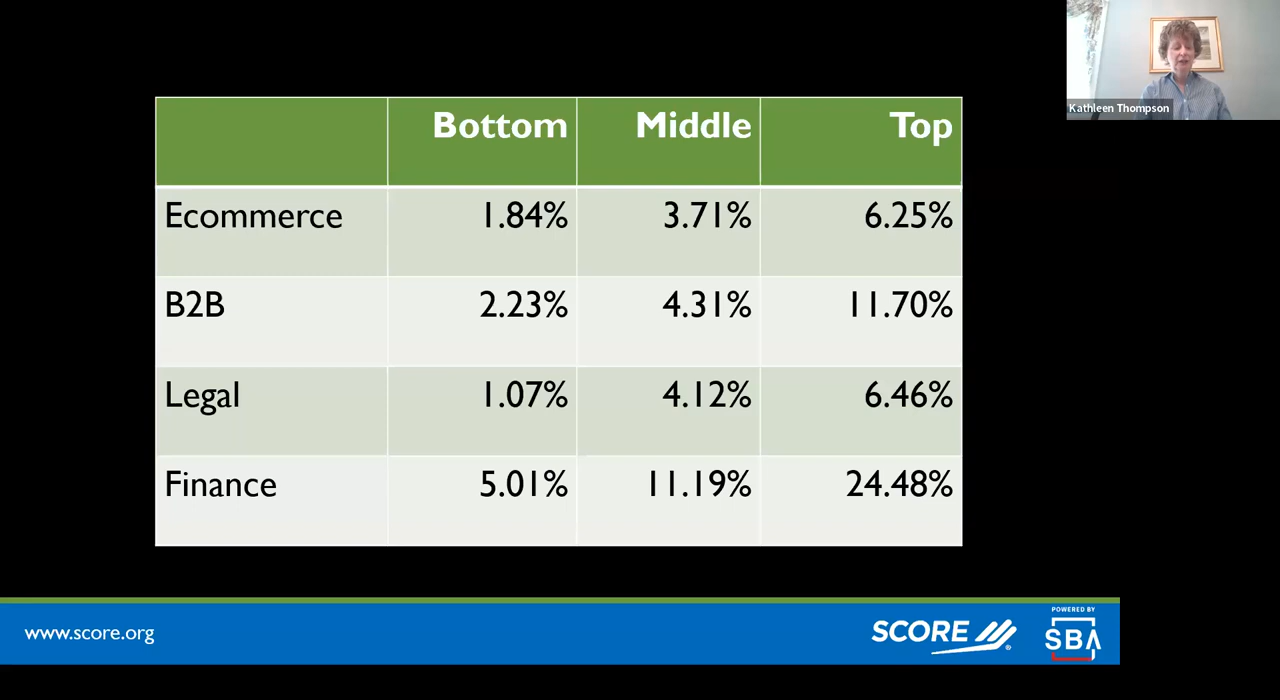 Kathleen Thompson
Bottom Middle Top
Ecommerce 1.84% 3.71% 6.25%
B2B 2.23% 4.31% 11.70%
Legal 1.07% 4.12% 6.46%
Finance 5.01% 11.19% 24.48%
www.score.org
SCORE
®
POWERED BY
SBA